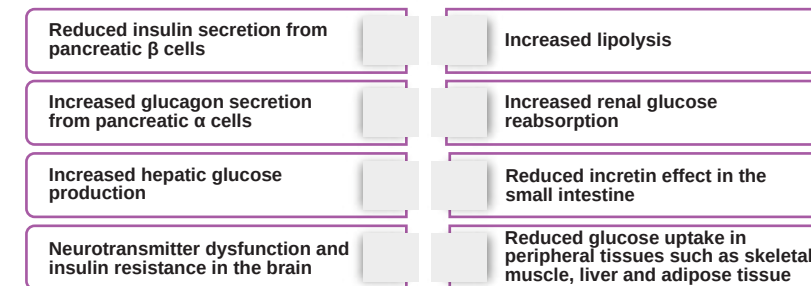 Reduced insulin secretion from
pancreatic β cells
Increased glucagon secretion
from pancreatic α cells
Increased hepatic glucose
production
Neurotransmitter dysfunction and
insulin resistance in the brain
Increased lipolysis
Increased renal glucose
reabsorption
Reduced incretin effect in the
small intestine
Reduced glucose uptake in
peripheral tissues such as skeletal
muscle, liver and adipose tissue